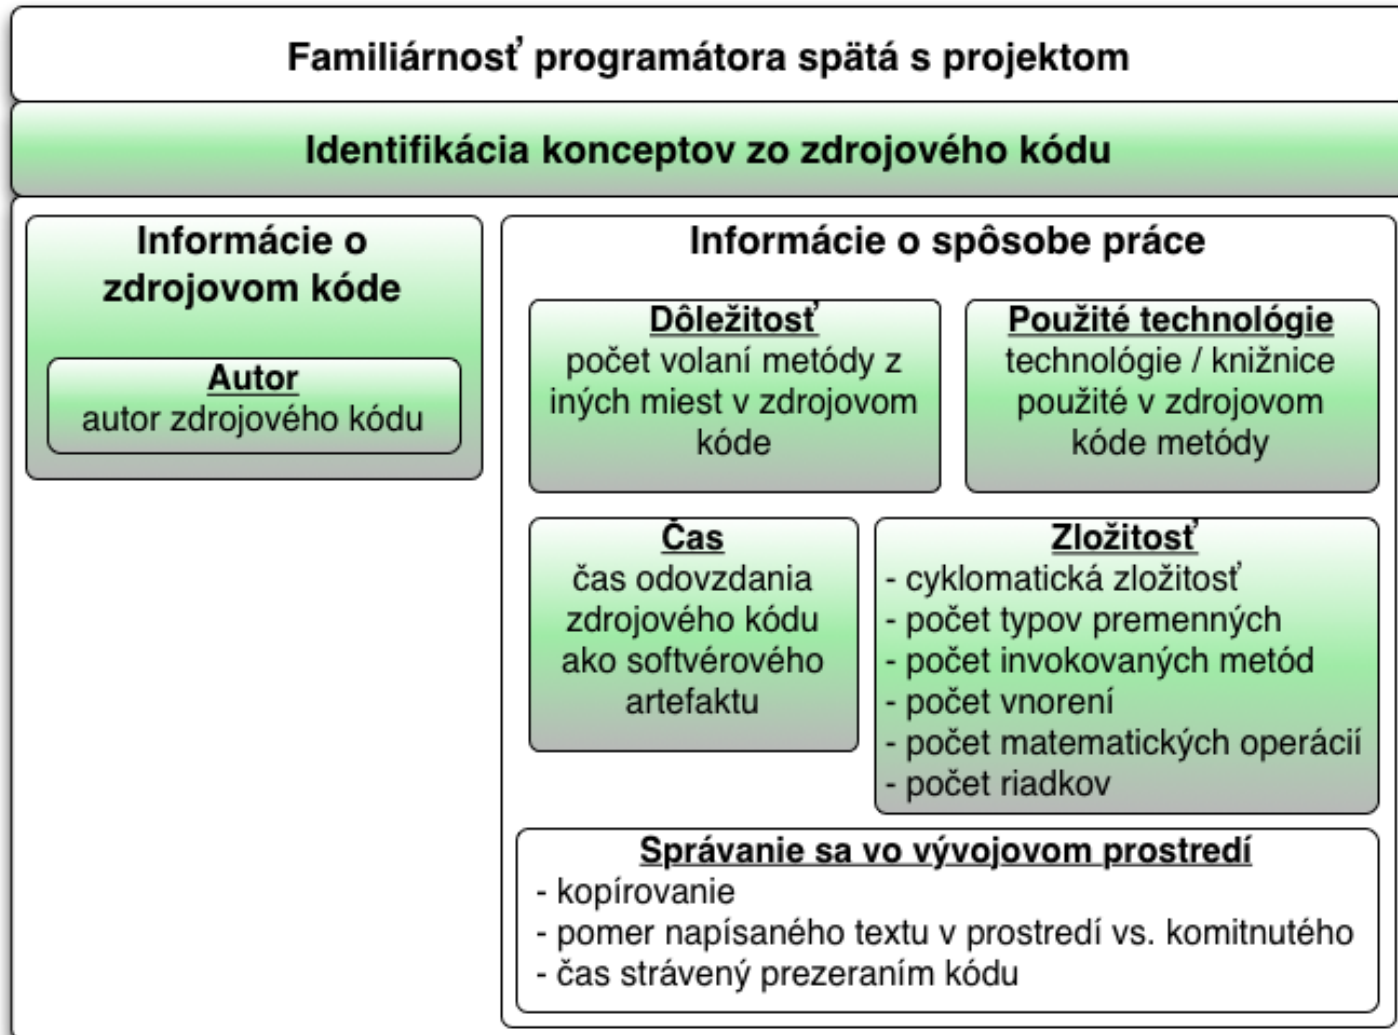 Familiárnosť programátora spätá s projektom
Identifikácia konceptov zo zdrojového kódu
Informácie o
zdrojovom kóde
Autor
autor zdrojového kódu
Informácie o spôsobe práce
Dôležitosť
počet volaní metódy z
iných miest v zdrojovom
kóde
Použité technológie
technológie / knižnice
použité v zdrojovom
kóde metódy
Čas
čas odovzdania
zdrojového kódu
ako softvérového
artefaktu
Zložitosť
- cyklomatická zložitosť
- počet typov premenných
- počet invokovaných metód
- počet vnorení
- počet matematických operácií
- počet riadkov
Správanie sa vo vývojovom prostredí
- kopírovanie
- pomer napísaného textu v prostredí vs. komitnutého
- čas strávený prezeraním kódu